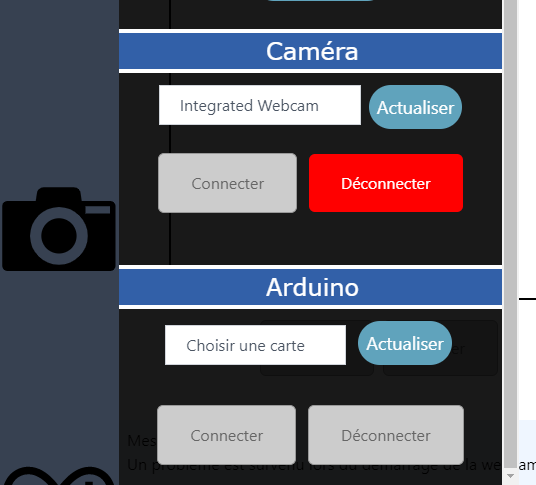 Caméra
Integrated Webcam
Actualiser
Connecter
Déconnecter
Arduino
Choisir une carte
Actualiser
Connecter
Déconnecter
Mes
Un problème est survenu lors du démarrage de la webcam